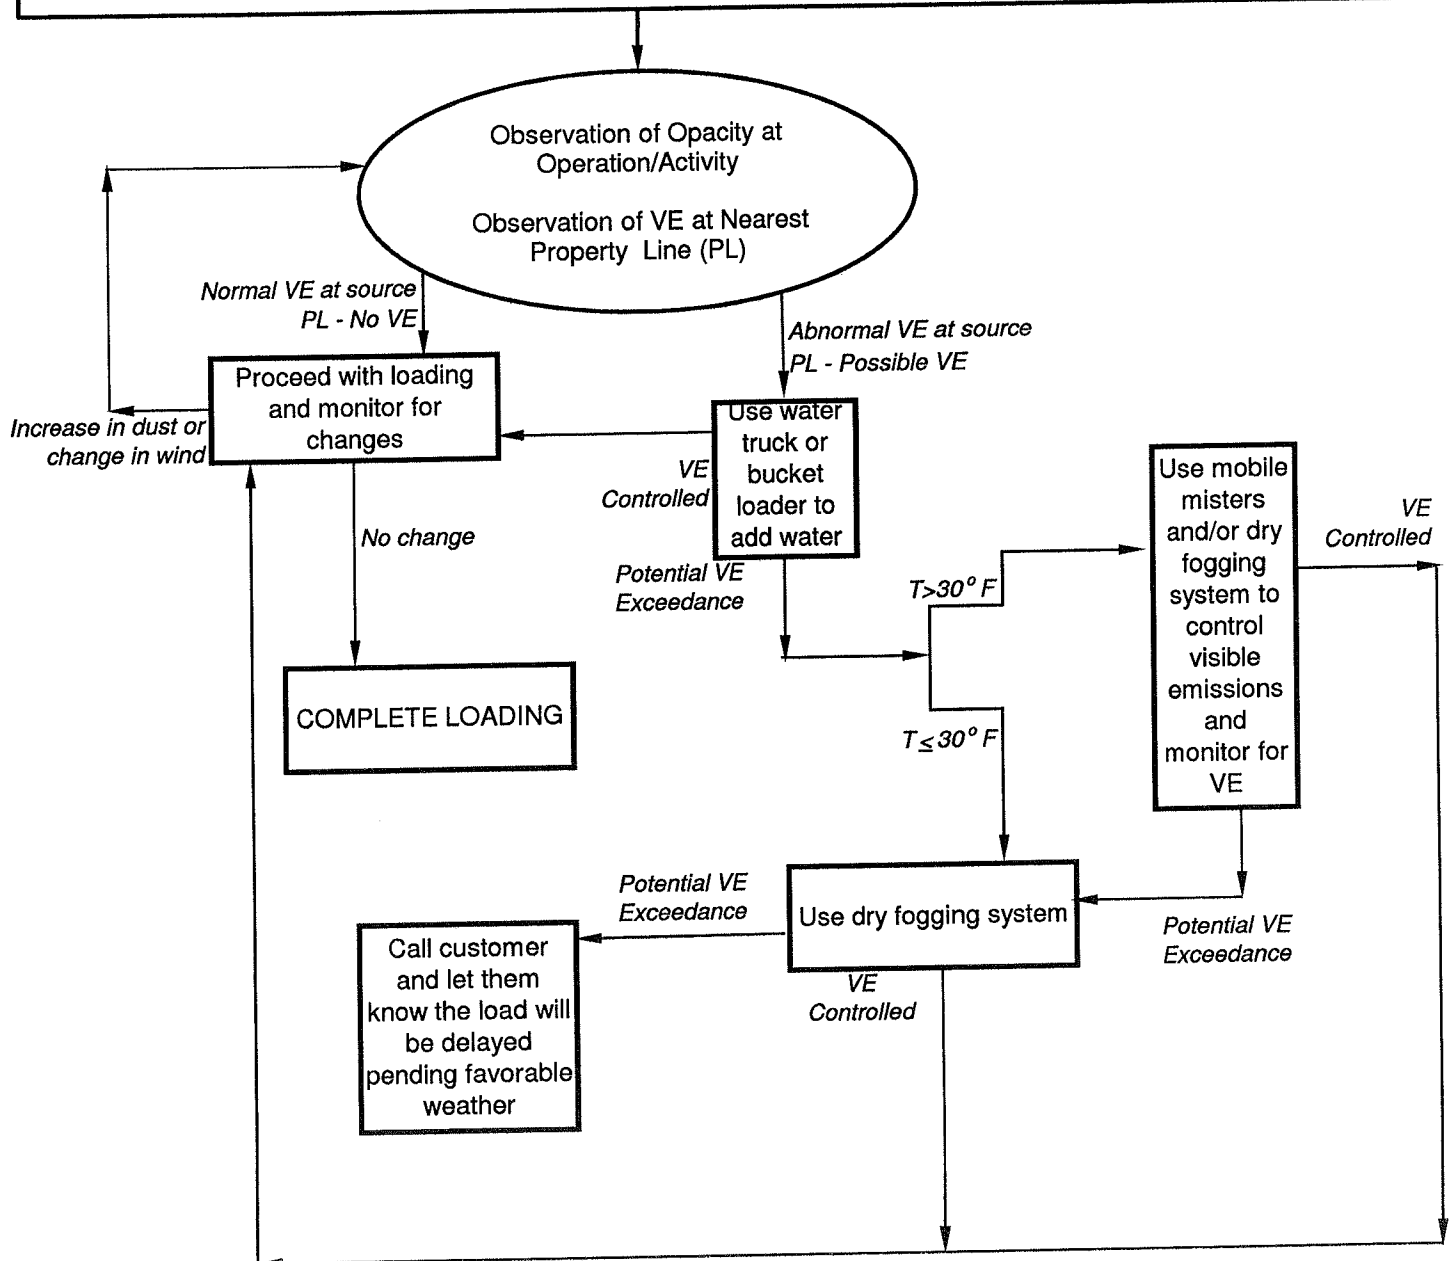 Observation of Opacity at
Operation/Activity
Observation of VE at Nearest
Property Line (PL)
Normal VE at source
PL - No VE
Abnormal VE at source
PL - Possible VE
Proceed with loading
and monitor for
changes
Increase in dust or
change in wind
Use water
truck or
bucket
loader to
add water
VE
Controlled
No change
Potential VE
Exceedance
T>30° F
T≤30° F
Use mobile
misters
and/or dry
fogging
system to
control
visible
emissions
and
monitor for
VE
VE
Controlled
COMPLETE LOADING
Use dry fogging system
Potential VE
Exceedance
Potential VE
Exceedance
VE
Controlled
Call customer
and let them
know the load will
be delayed
pending favorable
weather